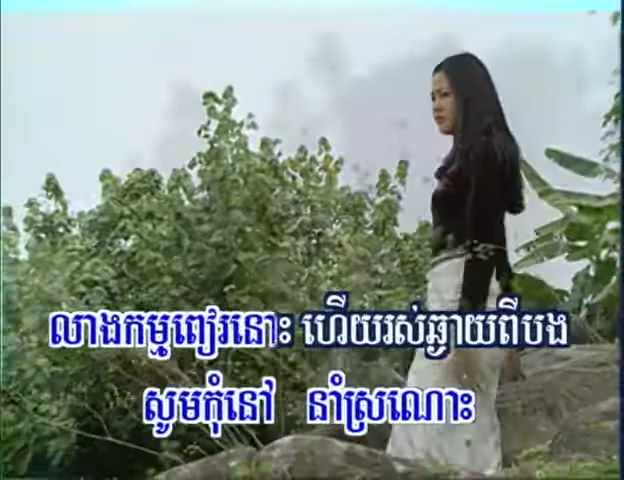 លាងកម្មពៀរនោះ ហើយរស់ឆ្ងាយពីបង
សូមកុំនៅ នាំស្រណោះ